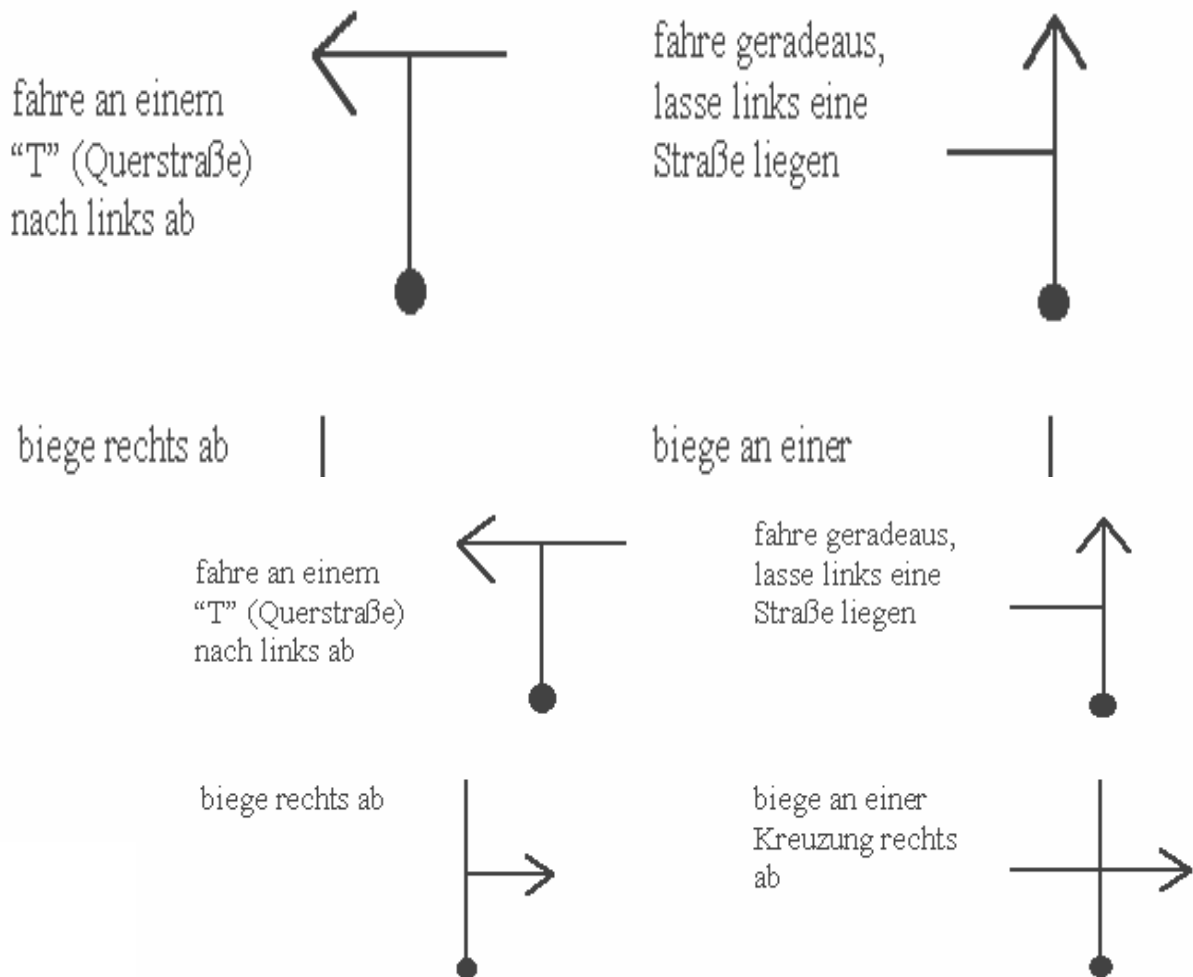 fahre an einem
“T” (Querstraße)
nach links ab
fahre geradeaus,
lasse links eine
Straße liegen
biege rechts ab
biege an einer
fahre an einem
“T” (Querstraße)
nach links ab
fahre geradeaus,
lasse links eine
Straße liegen
biege rechts ab
biege an einer
Kreuzung rechts
ab